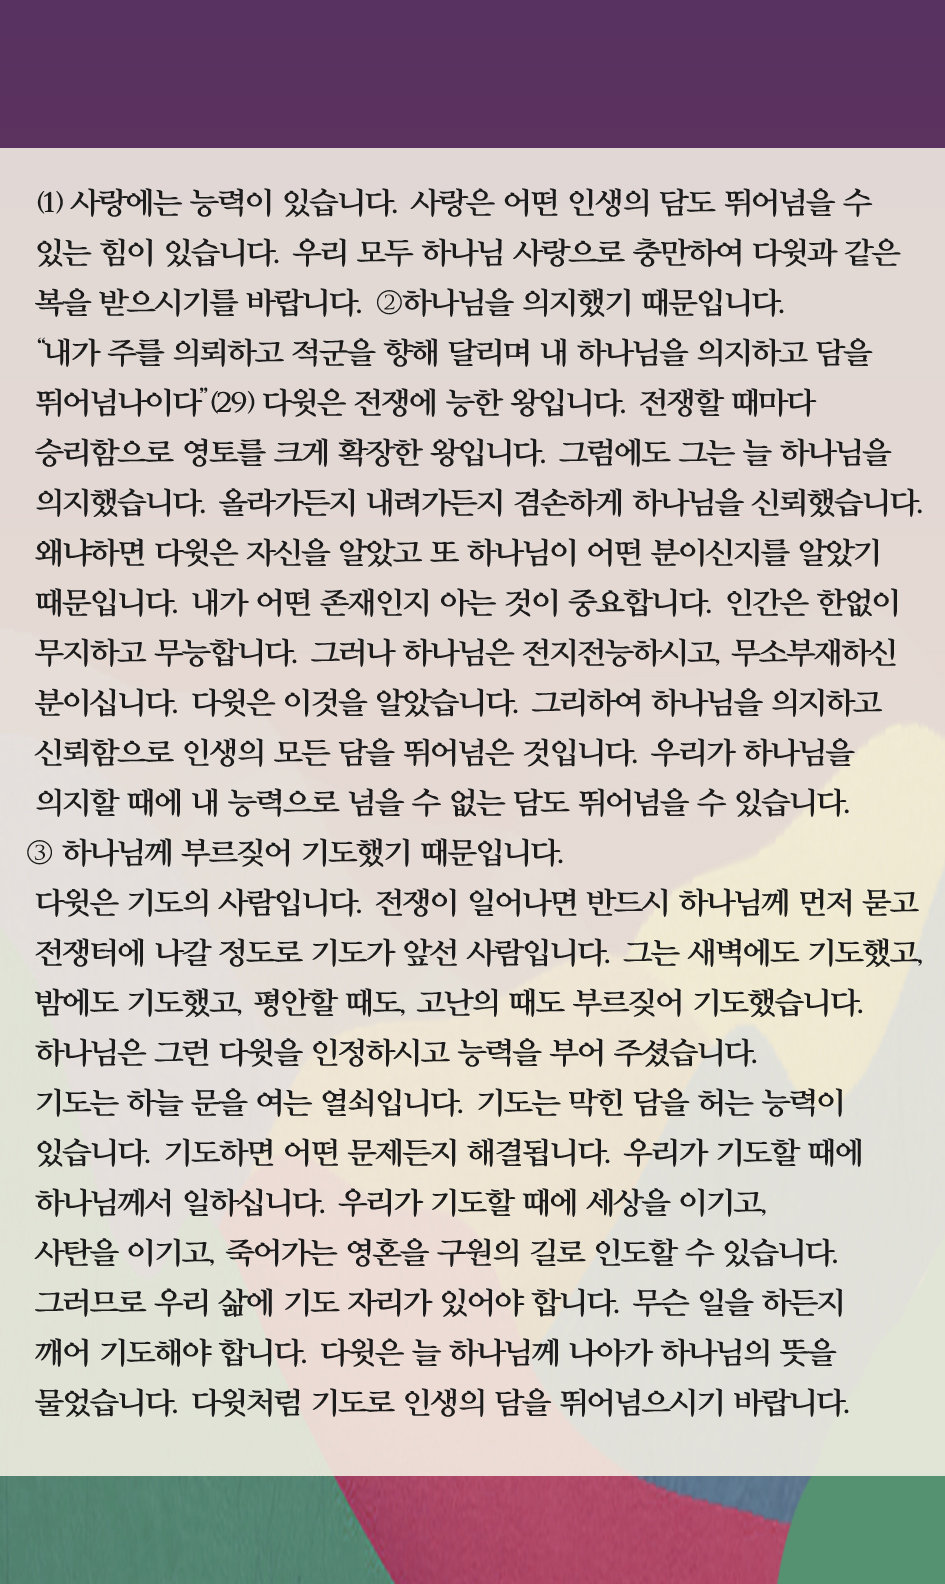 (1) 사랑에는 능력이 있습니다. 사랑은 어떤 인생의 담도 뛰어넘을 수
있는 힘이 있습니다. 우리 모두 하나님 사랑으로 충만하여 다윗과 같은
복을 받으시기를 바랍니다. ②하나님을 의지했기 때문입니다.
“내가 주를 의뢰하고 적군을 향해 달리며 내 하나님을 의지하고 담을
뛰어넘나이다”(29) 다윗은 전쟁에 능한 왕입니다. 전쟁할 때마다
승리함으로 영토를 크게 확장한 왕입니다. 그럼에도 그는 늘 하나님을
의지했습니다. 올라가든지 내려가든지 겸손하게 하나님을 신뢰했습니다.
왜냐하면 다윗은 자신을 알았고 또 하나님이 어떤 분이신지를 알았기
때문입니다. 내가 어떤 존재인지 아는 것이 중요합니다. 인간은 한없이
무지하고 무능합니다. 그러나 하나님은 전지전능하시고, 무소부재하신
분이십니다. 다윗은 이것을 알았습니다. 그리하여 하나님을 의지하고
신뢰함으로 인생의 모든 담을 뛰어넘은 것입니다. 우리가 하나님을
의지할 때에 내 능력으로 넘을 수 없는 담도 뛰어넘을 수 있습니다.
③ 하나님께 부르짖어 기도했기 때문입니다.
다윗은 기도의 사람입니다. 전쟁이 일어나면 반드시 하나님께 먼저 묻고
전쟁터에 나갈 정도로 기도가 앞선 사람입니다. 그는 새벽에도 기도했고,
밤에도 기도했고, 평안할 때도, 고난의 때도 부르짖어 기도했습니다.
하나님은 그런 다윗을 인정하시고 능력을 부어 주셨습니다.
기도는 하늘 문을 여는 열쇠입니다. 기도는 막힌 담을 허는 능력이
있습니다. 기도하면 어떤 문제든지 해결됩니다. 우리가 기도할 때에
하나님께서 일하십니다. 우리가 기도할 때에 세상을 이기고,
사탄을 이기고, 죽어가는 영혼을 구원의 길로 인도할 수 있습니다.
그러므로 우리 삶에 기도 자리가 있어야 합니다. 무슨 일을 하든지
깨어 기도해야 합니다. 다윗은 늘 하나님께 나아가 하나님의 뜻을
물었습니다. 다윗처럼 기도로 인생의 담을 뛰어넘으시기 바랍니다.